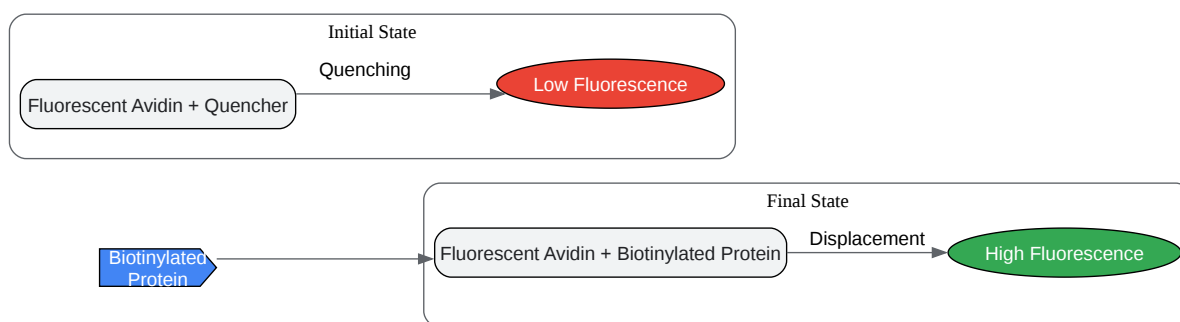 Initial State
Quenching
Fluorescent Avidin + Quencher
Low Fluorescence
Final State
Displacement
Biotinylated
Protein
Fluorescent Avidin + Biotinylated Protein
High Fluorescence